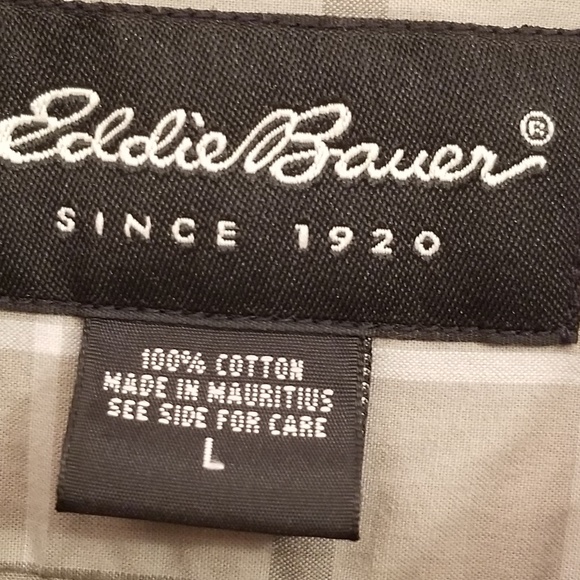 Eddie Bauer®
SINCE 1920
100% COTTON
MADE IN MAURITIUS
SEE SIDE FOR CARE
L